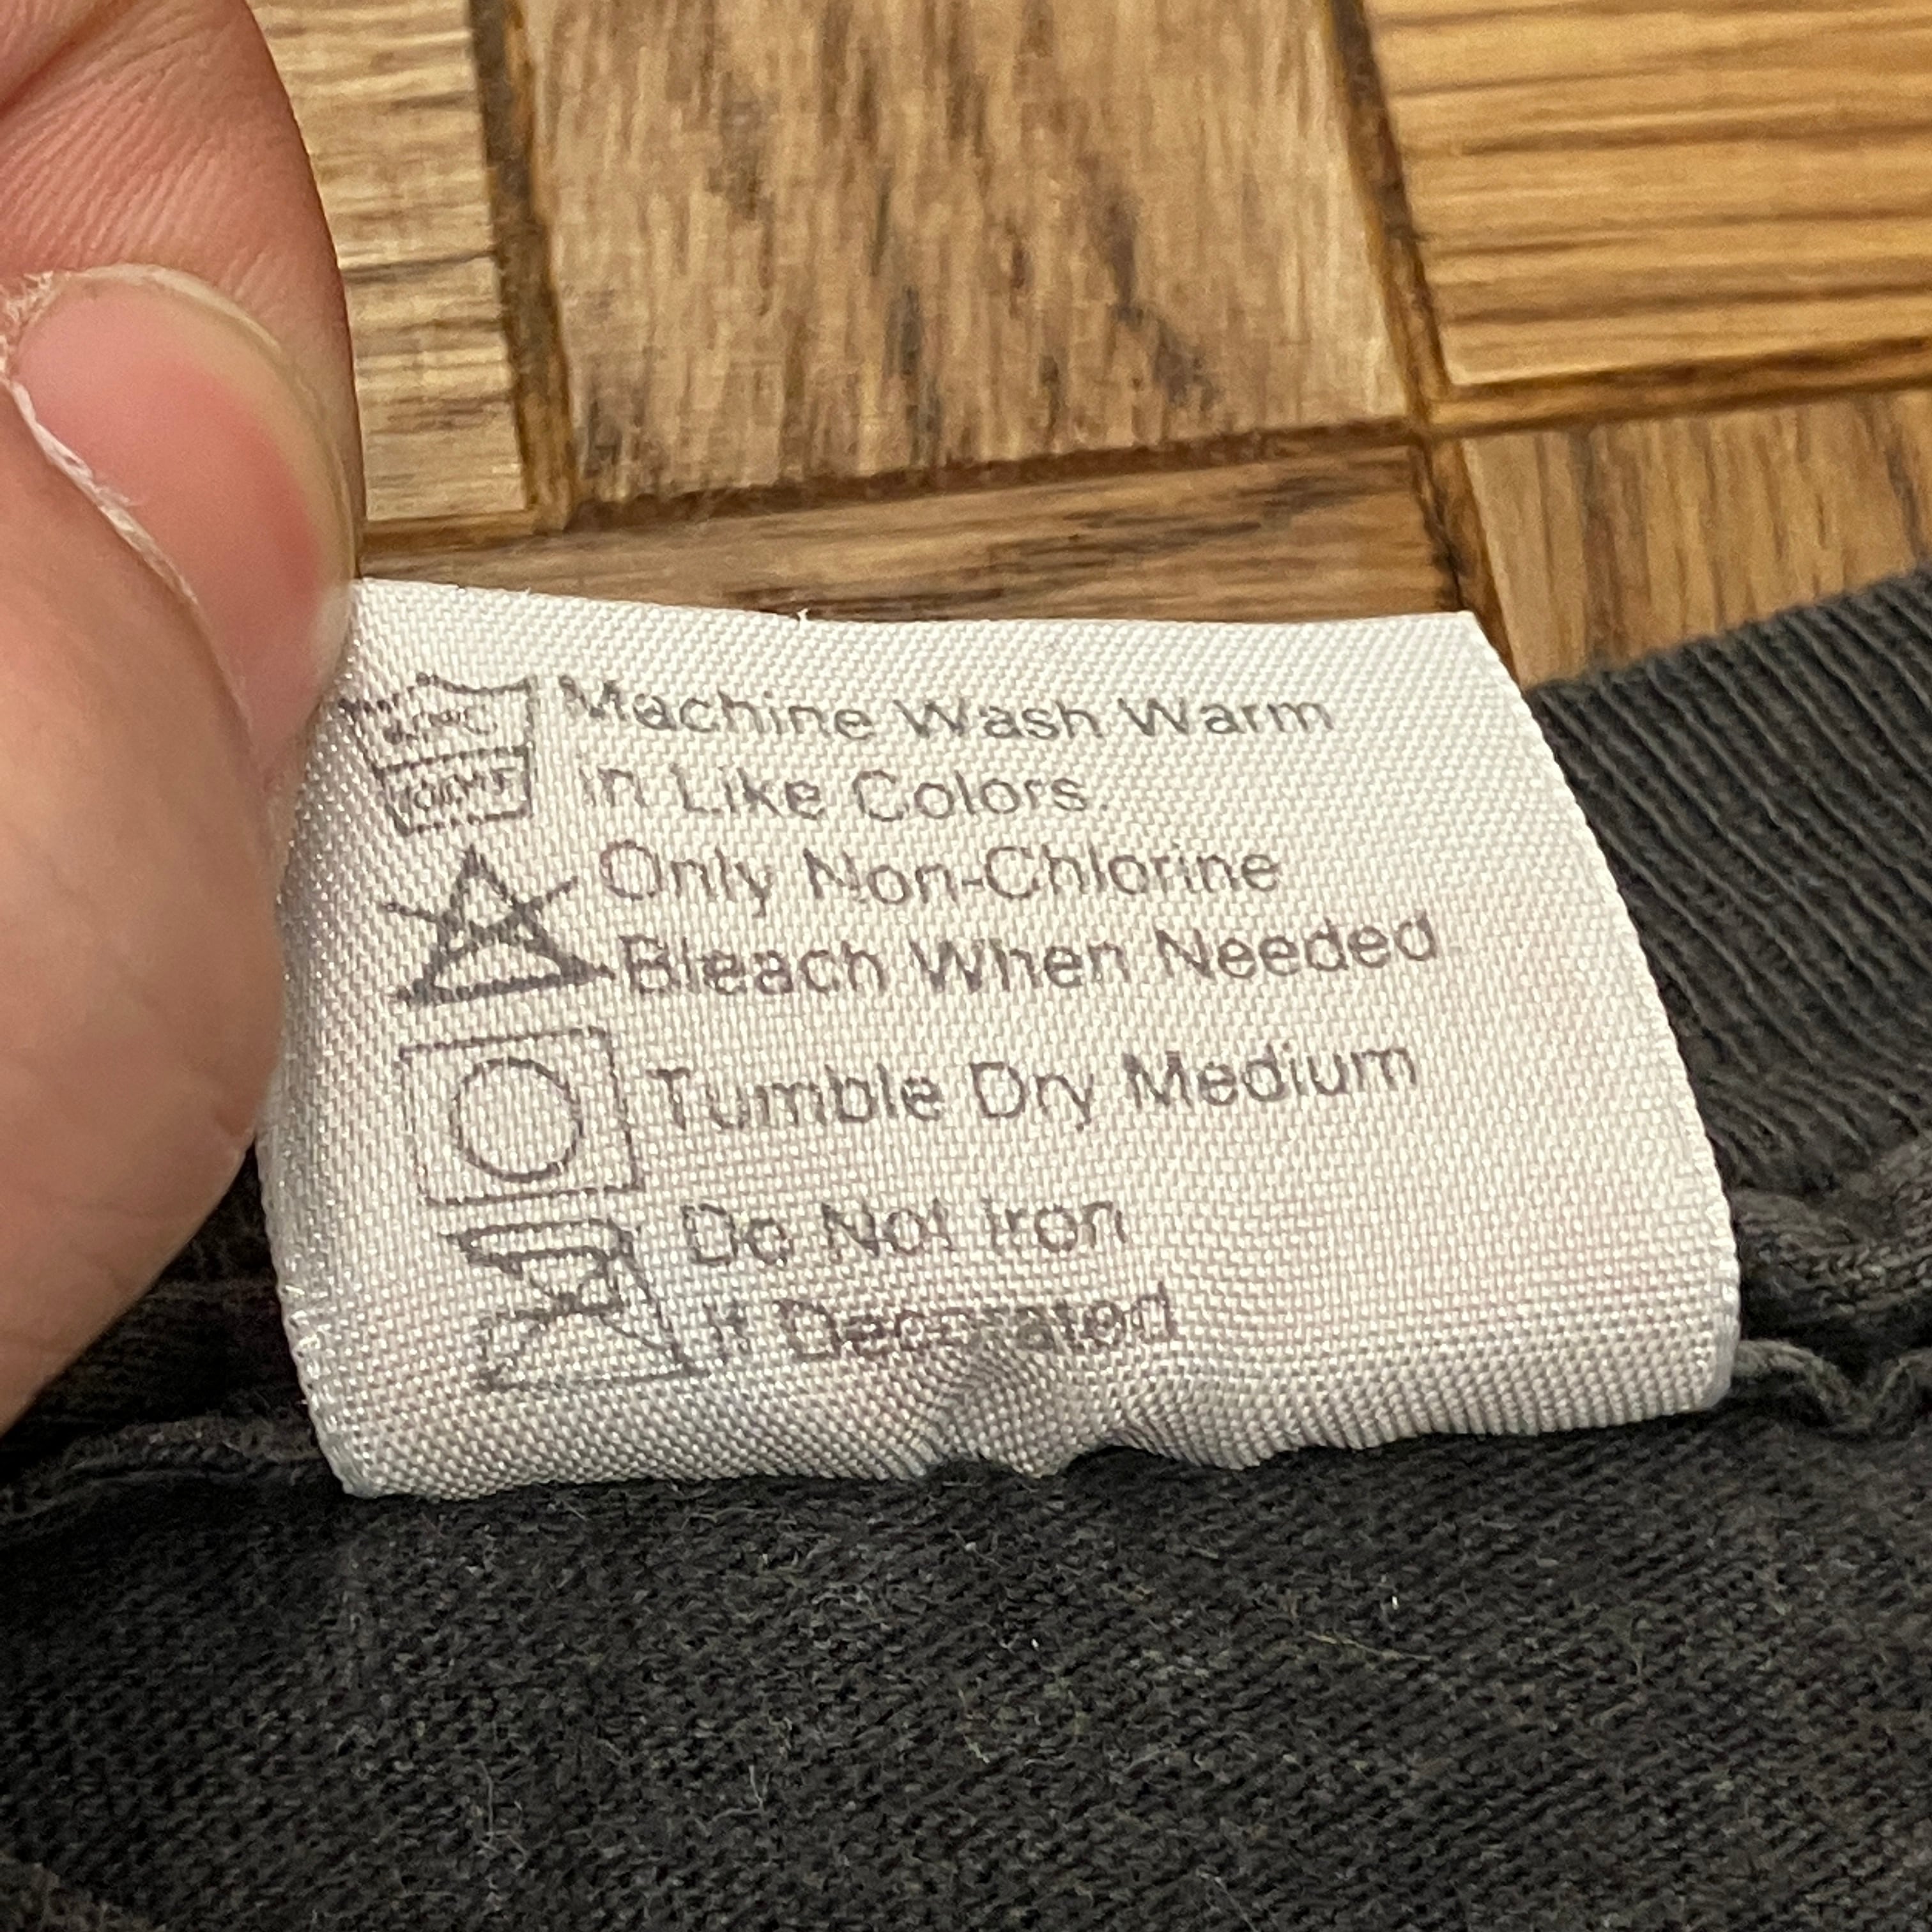 Machine Wash Warm
in Like Colors.
Only Non-Chlorine
Bleach When Needed
Tumble Dry Medium
Do Not Iron
If Decorated